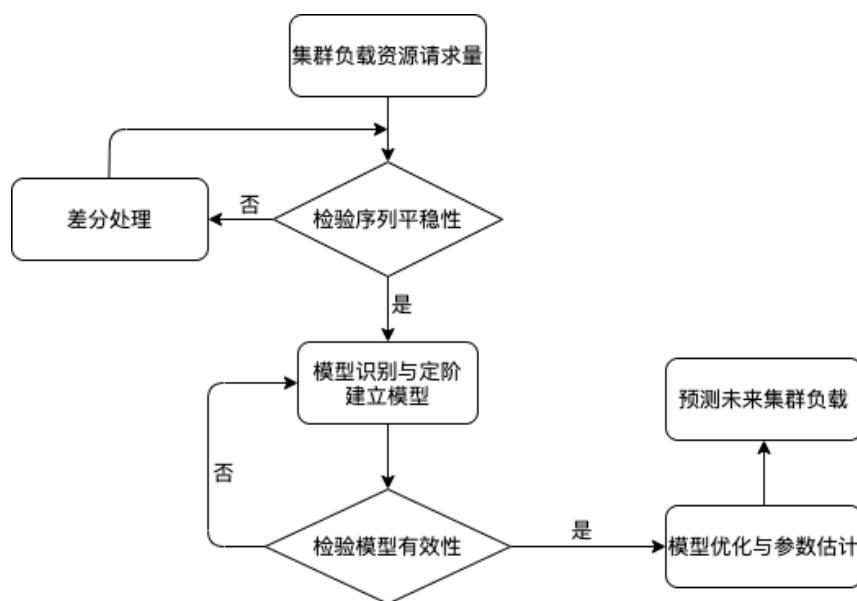 集群负载资源请求量
差分处理
否
检验序列平稳性
是
模型识别与定阶
建立模型
预测未来集群负载
否
检验模型有效性
是
模型优化与参数估计